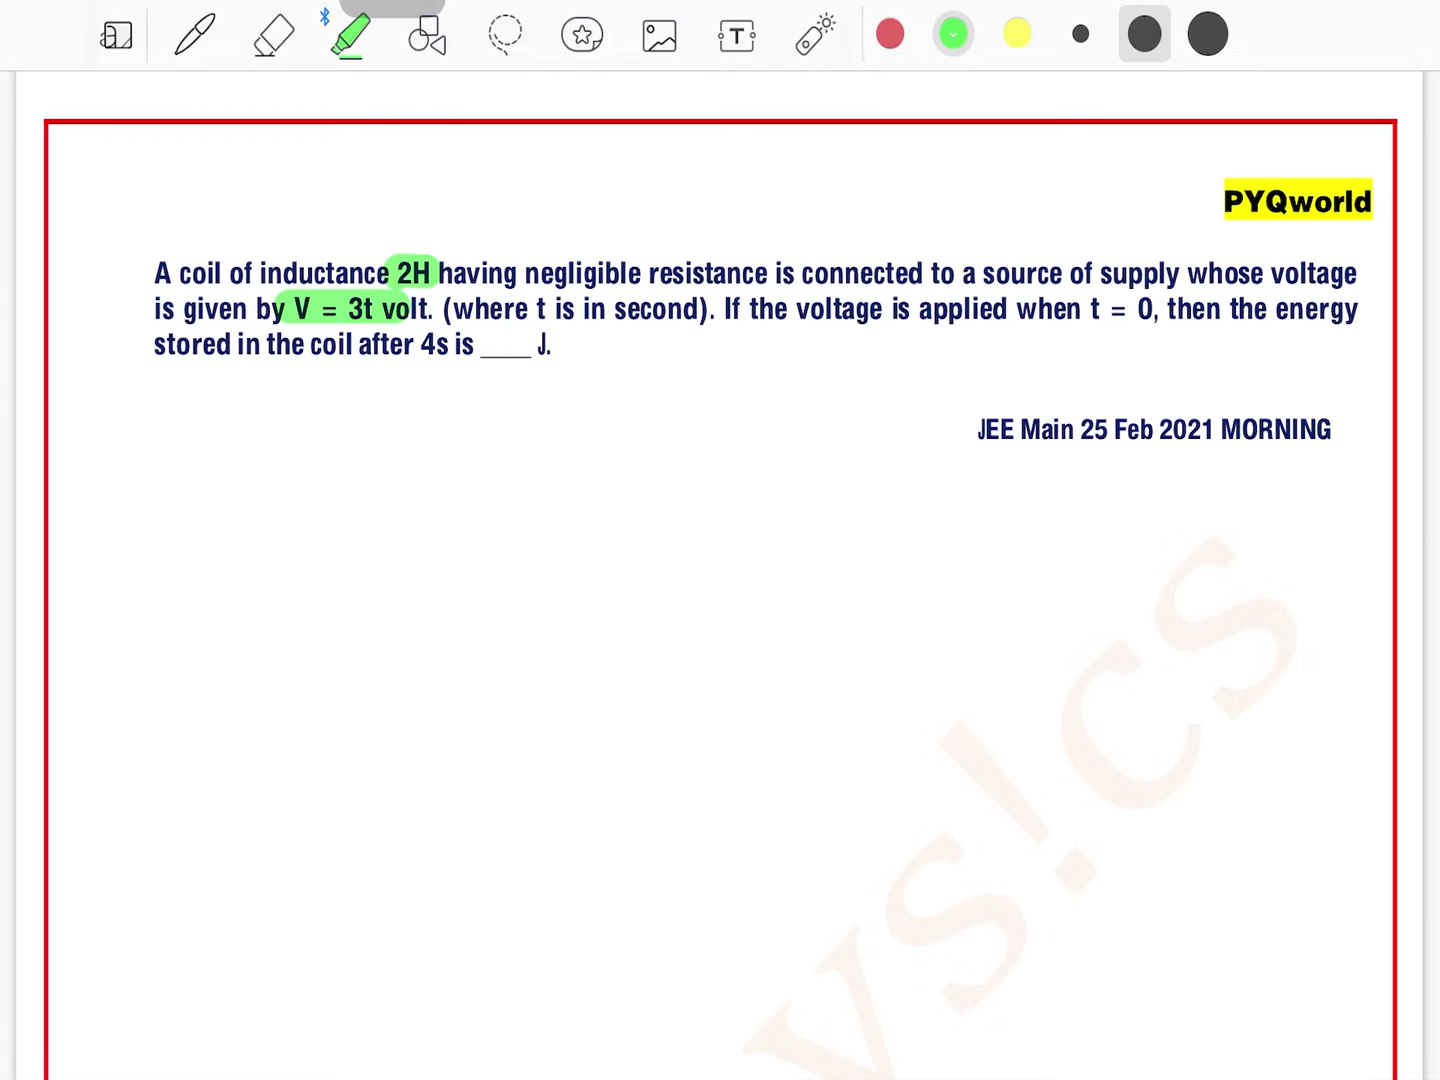 PYQworld
A coil of inductance 2H having negligible resistance is connected to a source of supply whose voltage
is given by V = 3t volt. (where t is in second). If the voltage is applied when t = 0, then the energy
stored in the coil after 4s is ____ J.
JEE Main 25 Feb 2021 MORNING
vs!cs